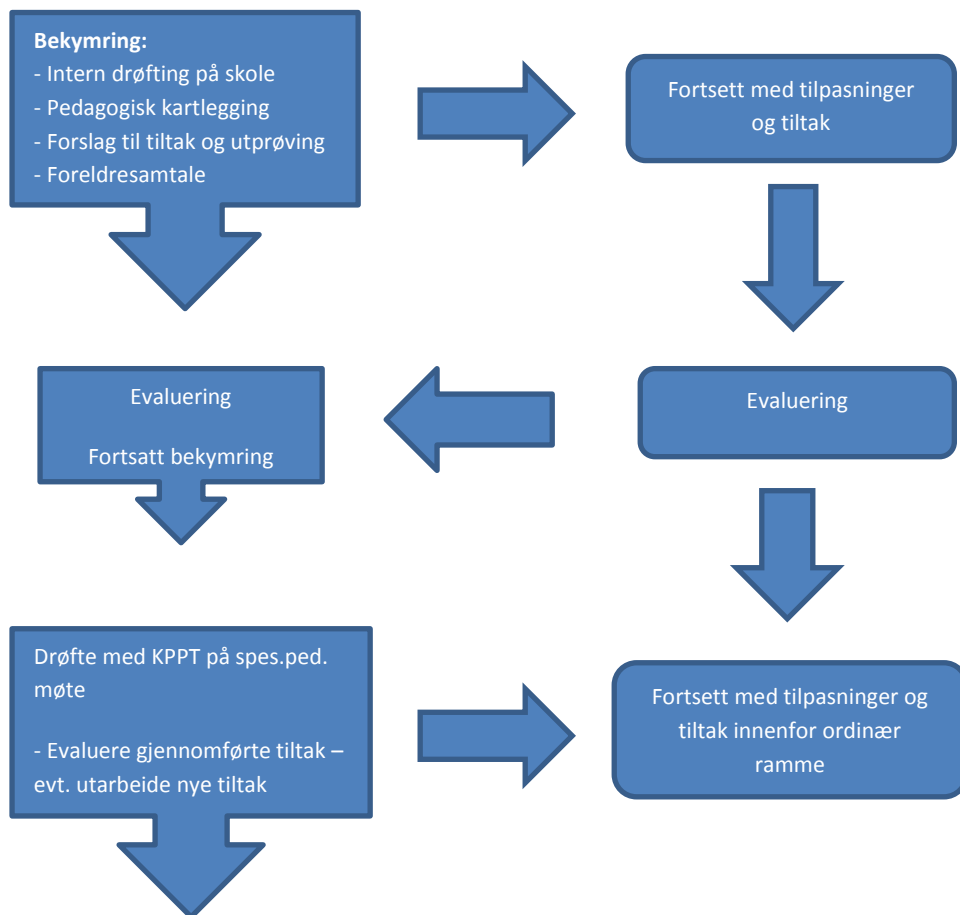 Bekymring:
- Intern drøfting på skole
- Pedagogisk kartlegging
- Forslag til tiltak og utprøving
- Foreldresamtale
Fortsett med tilpasninger
og tiltak
Evaluering
Fortsatt bekymring
Evaluering
Drøfte med KPPT på spes.ped.
møte
- Evaluere gjennomførte tiltak –
evt. utarbeide nye tiltak
Fortsett med tilpasninger og
tiltak innenfor ordinær
ramme